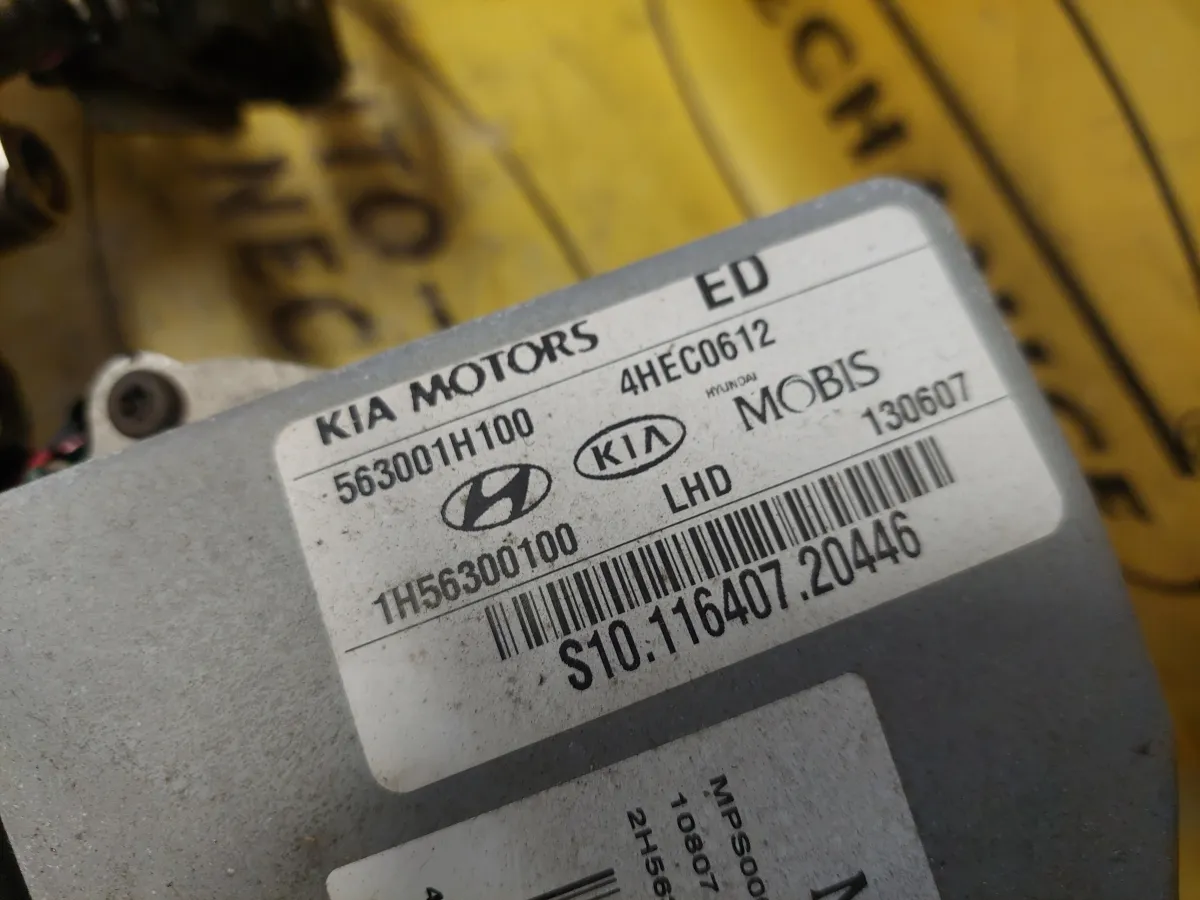 KIA MOTORS ED
563001H100 4HEC0612
KIA HYUNDAI MOBIS
1H56300100 LHD 130607
S10.116407.20446
MPS00
10807
2H56